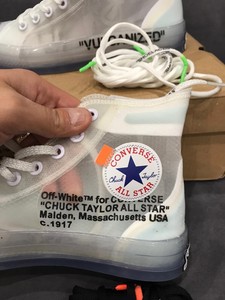 "VULCANIZED"
CONVERSE
Chuck Taylor
ALL STAR
Off-White™ for CONVERSE
"CHUCK TAYLOR ALL STAR"
Malden, Massachusetts USA
c.1917